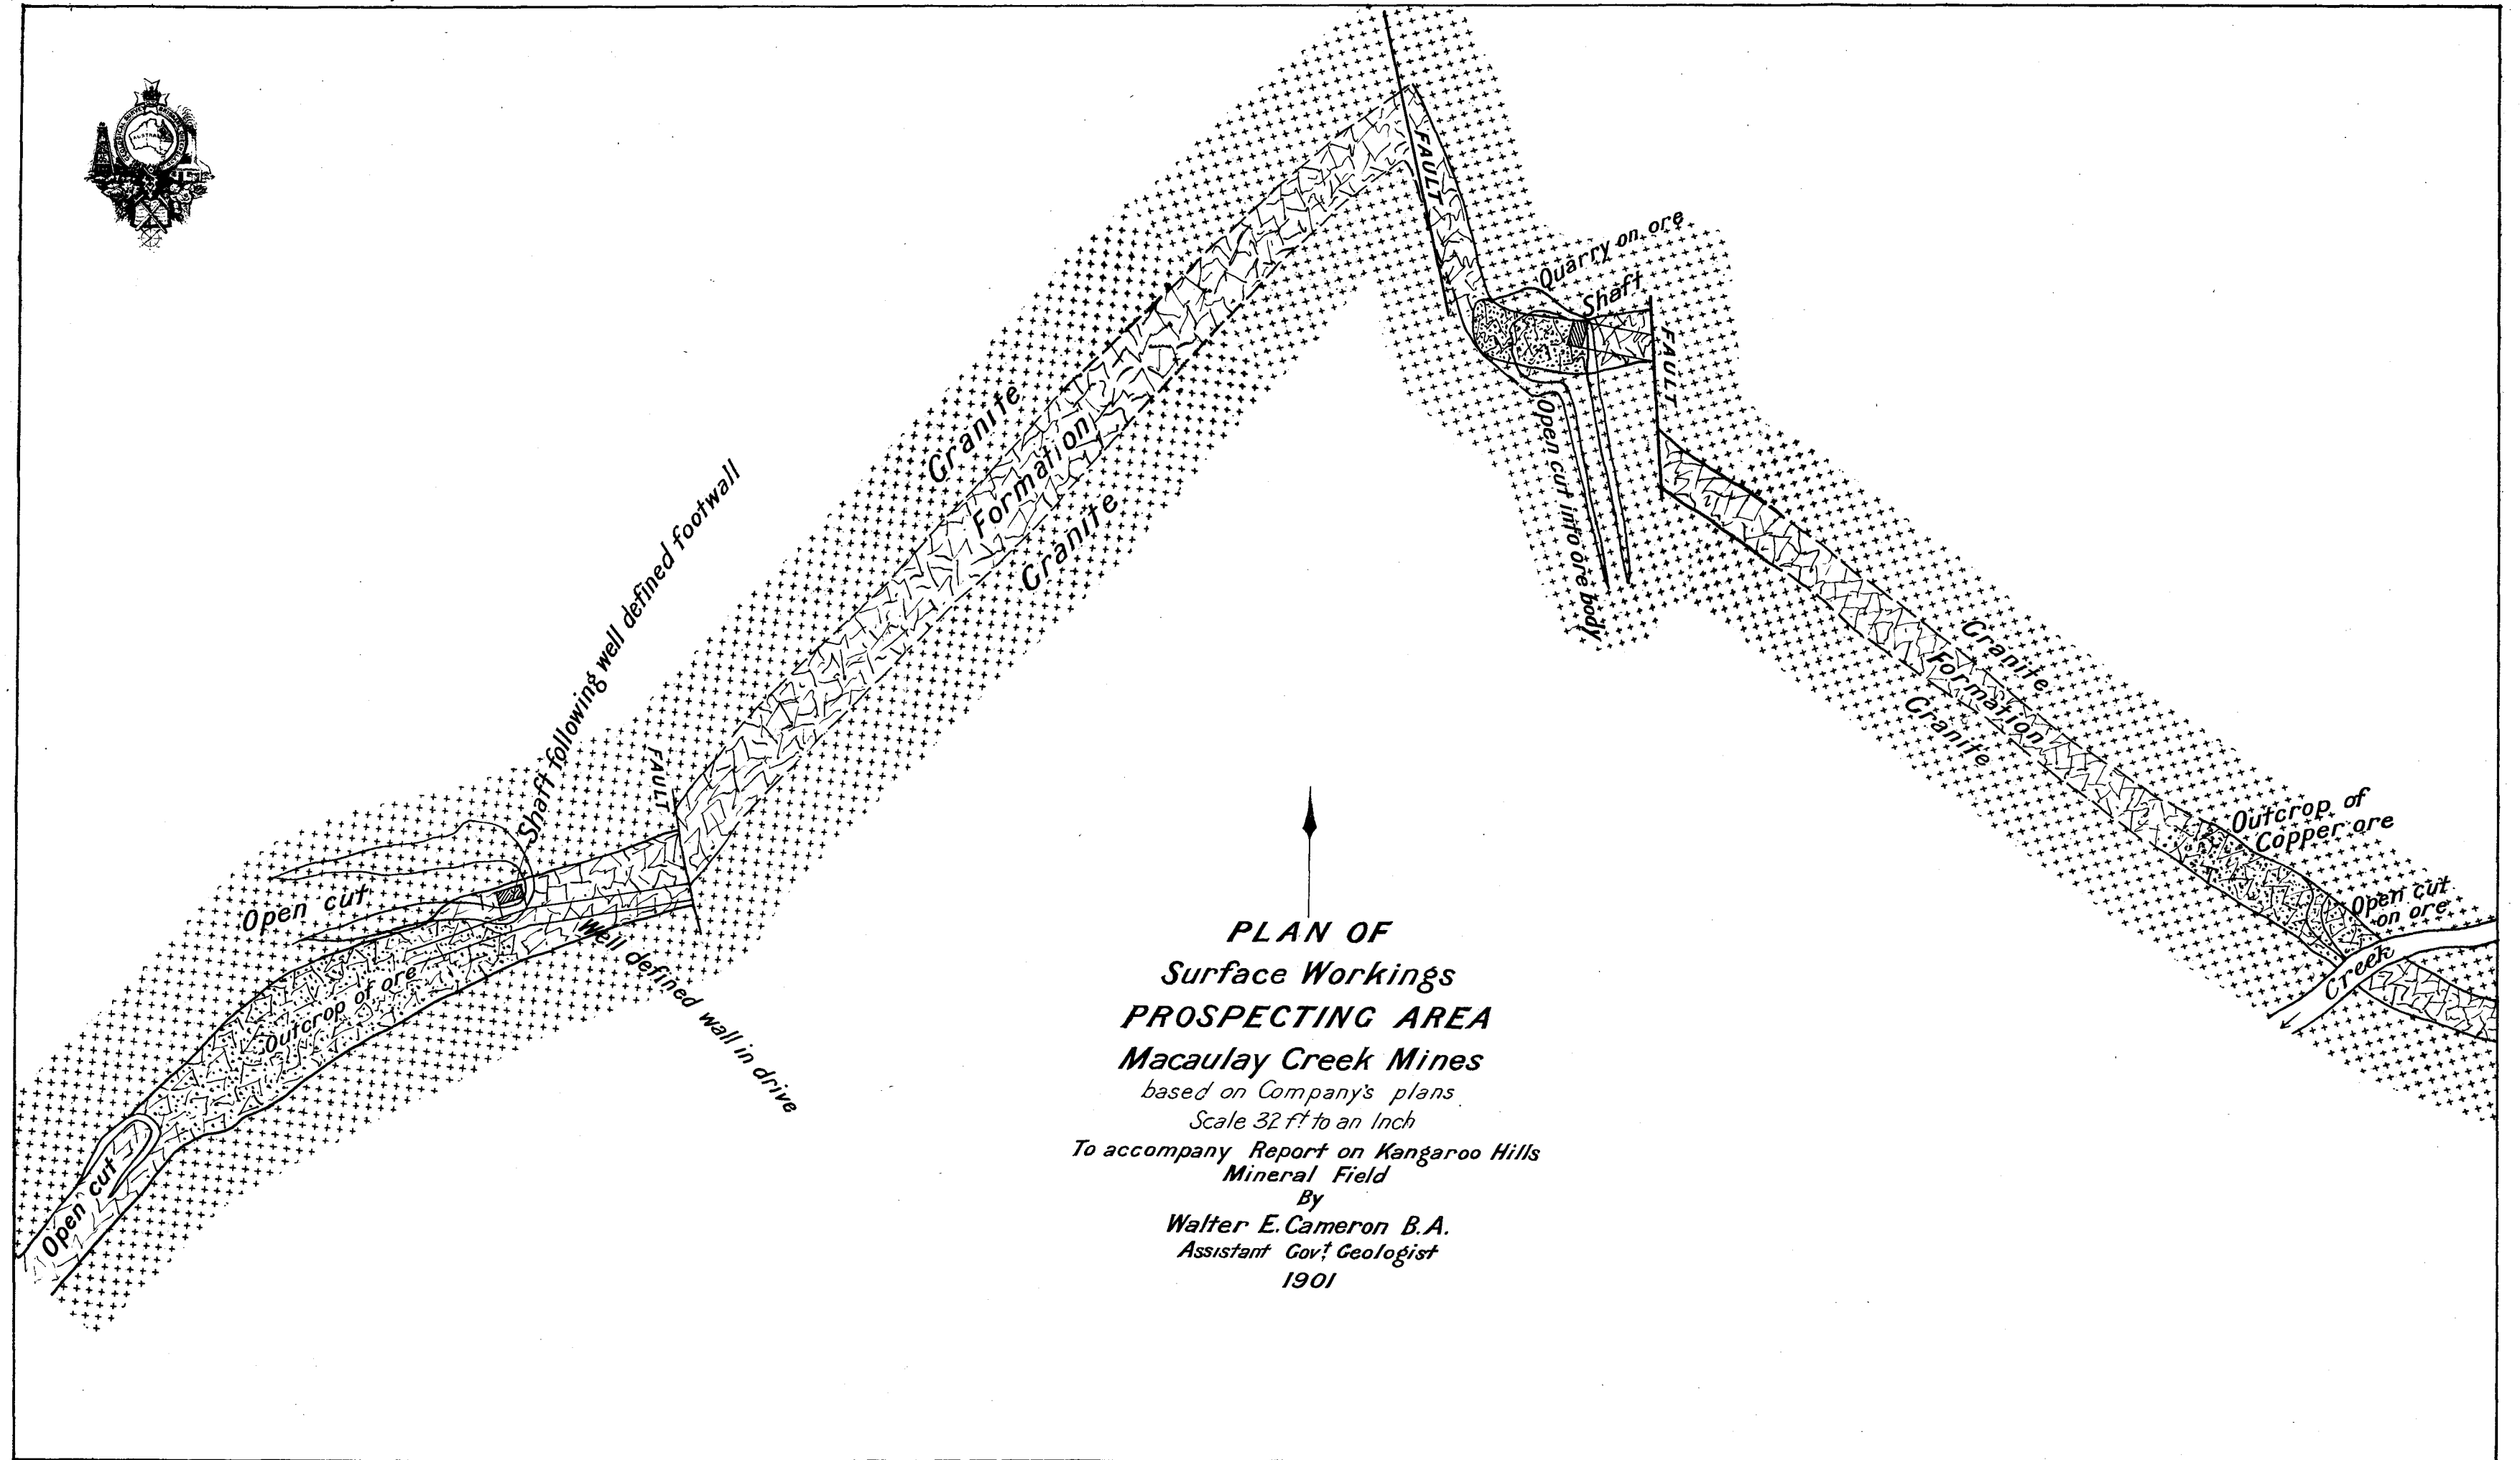 GEOLOGICAL SURVEY
AUSTRALIA
FAULT
Quarry on ore
Shaft
FAULT
Open cut into ore body
Granite
Formation
Granite
Shaft following well defined footwall
FAULT
Open cut
Well defined wall in drive
Outcrop of ore
Open cut
Granite
Formation
Granite
Outcrop of
Copper ore
Open cut
on ore
Creek
PLAN OF
Surface Workings
PROSPECTING AREA
Macaulay Creek Mines
based on Company's plans
Scale 32 ft to an Inch
To accompany Report on Kangaroo Hills
Mineral Field
By
Walter E. Cameron B.A.
Assistant Govt. Geologist
1901